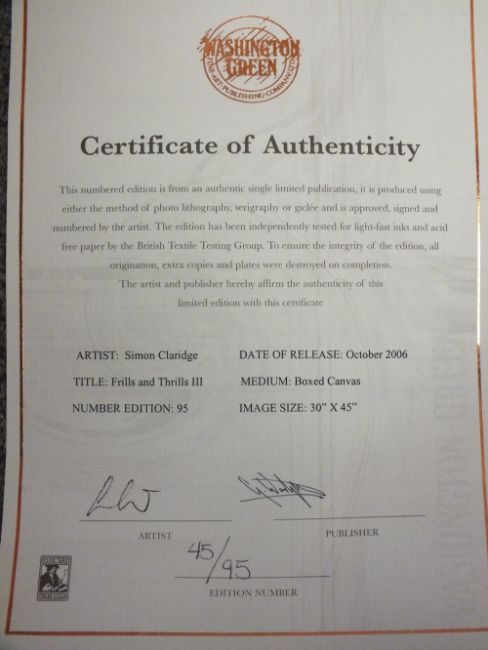 WASHINGTON
GREEN
FINE ART PUBLISHING COMPANY LTD
Certificate of Authenticity
This numbered edition is from an authentic single limited publication, it is produced using
either the method of photo lithography, serigraphy or giclée and is approved, signed and
numbered by the artist. The edition has been independently tested for light-fast inks and acid
free paper by the British Textile Testing Group. To ensure the integrity of the edition, all
origination, extra copies and plates were destroyed on completion.
The artist and publisher hereby affirm the authenticity of this
limited edition with this certificate
ARTIST: Simon Claridge DATE OF RELEASE: October 2006
TITLE: Frills and Thrills III MEDIUM: Boxed Canvas
NUMBER EDITION: 95 IMAGE SIZE: 30” X 45”
ARTIST PUBLISHER
45/95
EDITION NUMBER
FINE ART